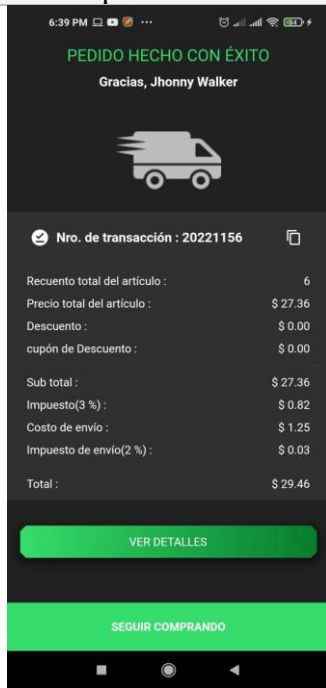 6:39 PM
PEDIDO HECHO CON ÉXITO
Gracias, Jhonny Walker
Nro. de transacción : 20221156
Recuento total del artículo : 6
Precio total del artículo : $ 27.36
Descuento : $ 0.00
cupón de Descuento : $ 0.00
Sub total : $ 27.36
Impuesto(3 %) : $ 0.82
Costo de envío : $ 1.25
Impuesto de envío(2 %) : $ 0.03
Total : $ 29.46
VER DETALLES
SEGUIR COMPRANDO